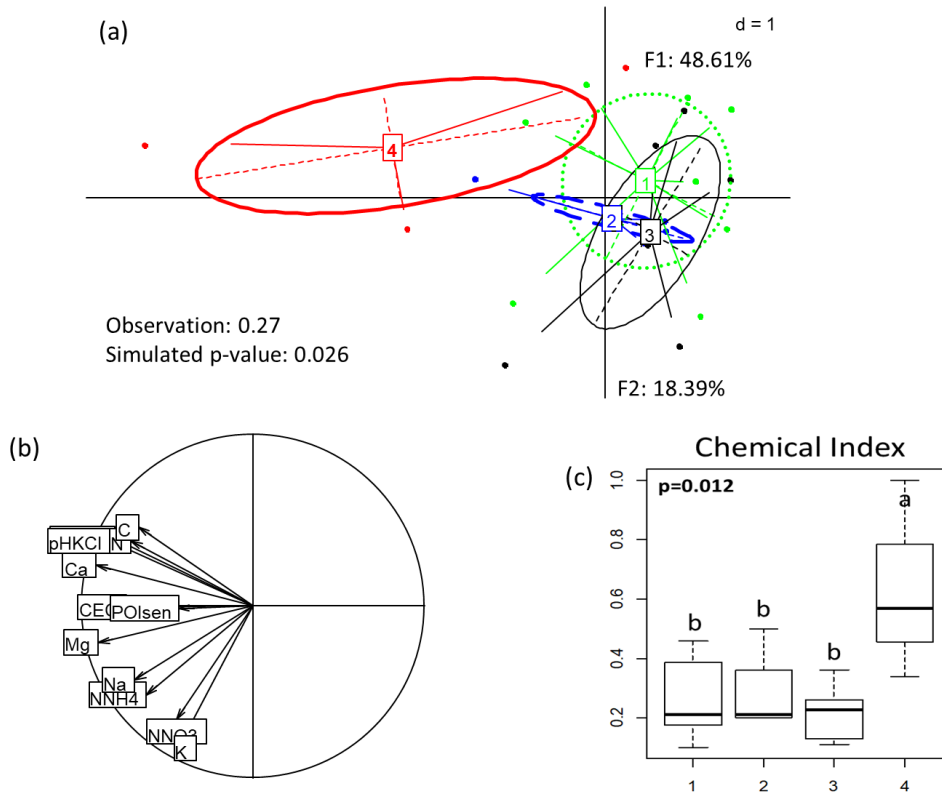 (a)
d = 1
F1: 48.61%
4
1
2
3
Observation: 0.27
Simulated p-value: 0.026
F2: 18.39%
(b)
C
pHKCl
N
Ca
CEC
POlsen
Mg
Na
NNH4
NNO3
K
(c)
Chemical Index
p=0.012
1.0
0.8
0.6
0.4
0.2
b
b
b
a
1
2
3
4